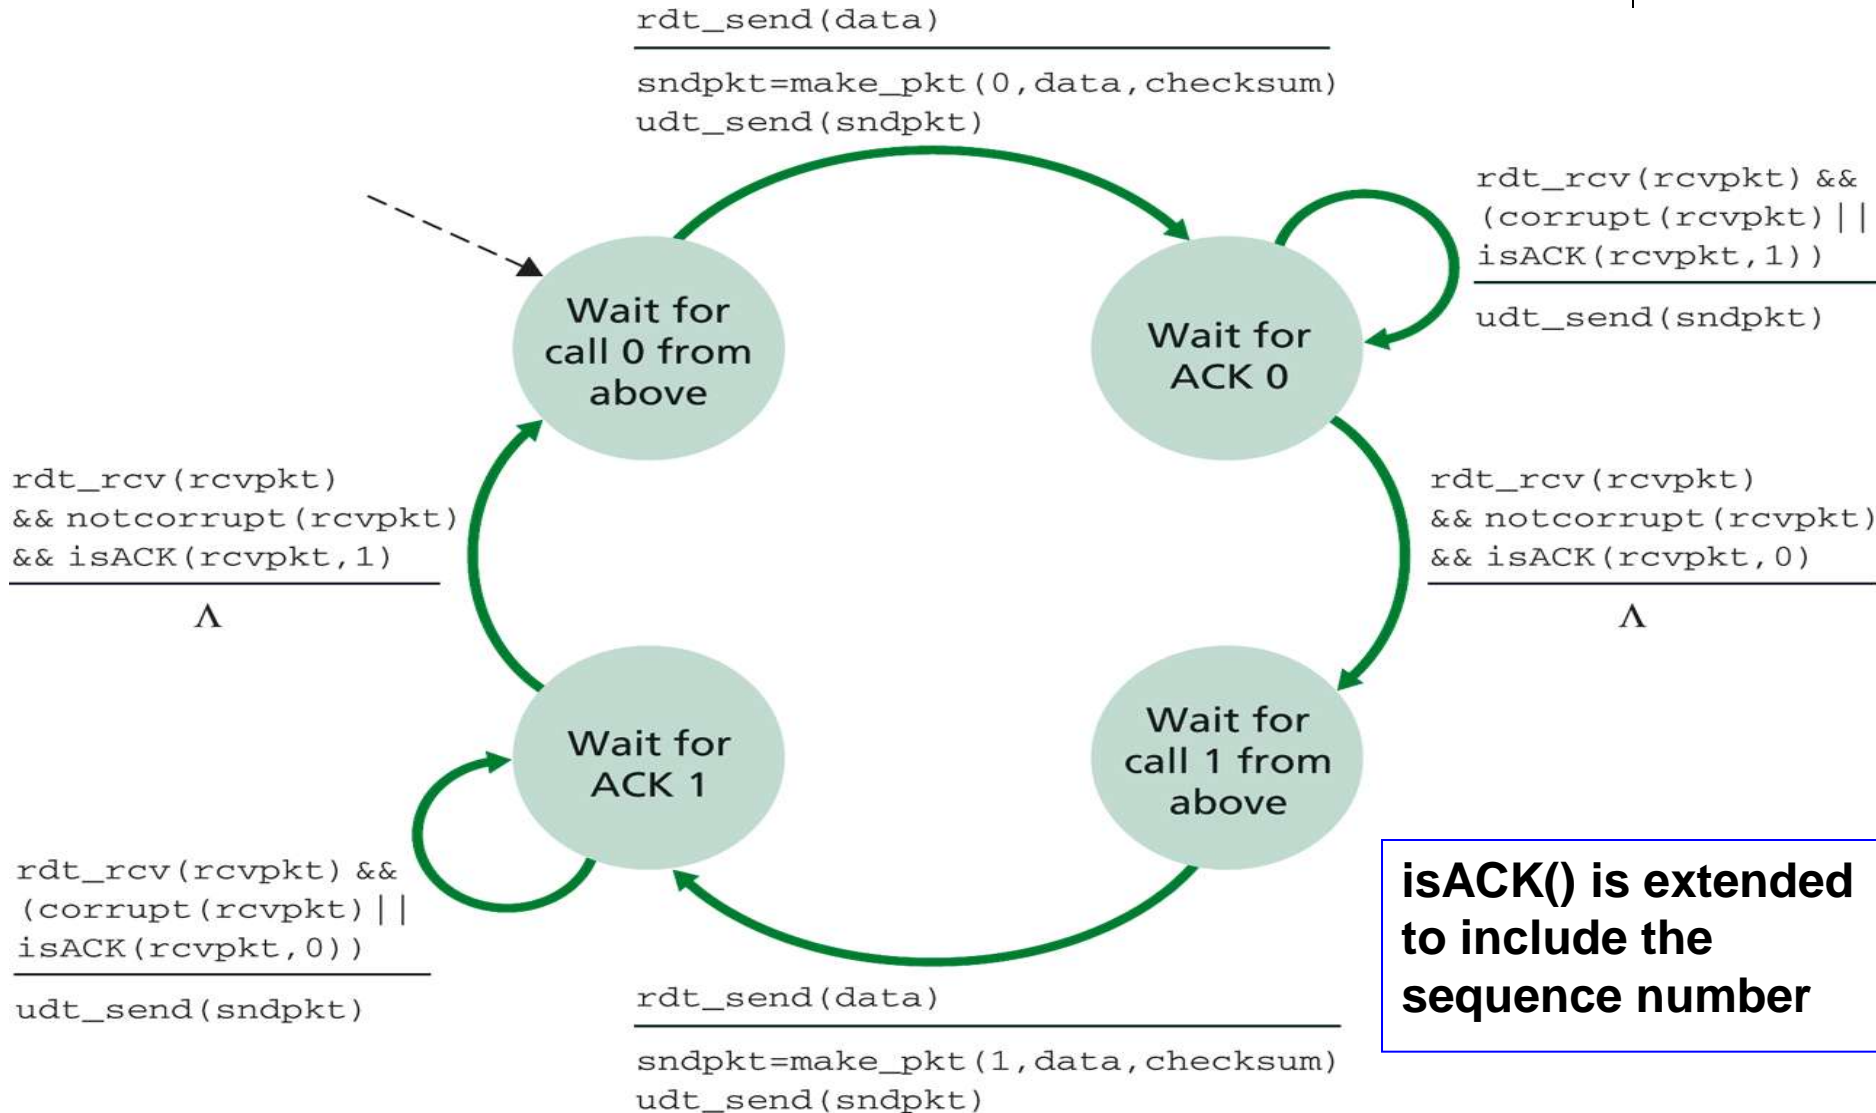 rdt_send(data)
sndpkt=make_pkt(0,data,checksum)
udt_send(sndpkt)
rdt_rcv(rcvpkt) &&
(corrupt(rcvpkt)||
isACK(rcvpkt,1))
udt_send(sndpkt)
Wait for
call 0 from
above
Wait for
ACK 0
rdt_rcv(rcvpkt)
&& notcorrupt(rcvpkt)
&& isACK(rcvpkt,1)
Λ
rdt_rcv(rcvpkt)
&& notcorrupt(rcvpkt)
&& isACK(rcvpkt,0)
Λ
Wait for
ACK 1
Wait for
call 1 from
above
rdt_rcv(rcvpkt) &&
(corrupt(rcvpkt)||
isACK(rcvpkt,0))
udt_send(sndpkt)
rdt_send(data)
sndpkt=make_pkt(1,data,checksum)
udt_send(sndpkt)
isACK() is extended
to include the
sequence number